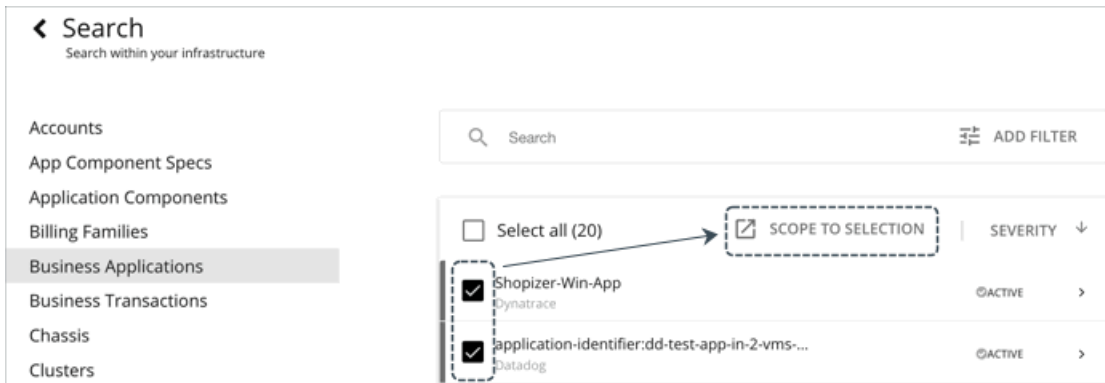 Search
Search within your infrastructure
Accounts
App Component Specs
Application Components
Billing Families
Business Applications
Business Transactions
Chassis
Clusters
Search
ADD FILTER
Select all (20)
SCOPE TO SELECTION
SEVERITY
Shopizer-Win-App
Dynatrace
ACTIVE
application-identifier:dd-test-app-in-2-vms-...
Datadog
ACTIVE